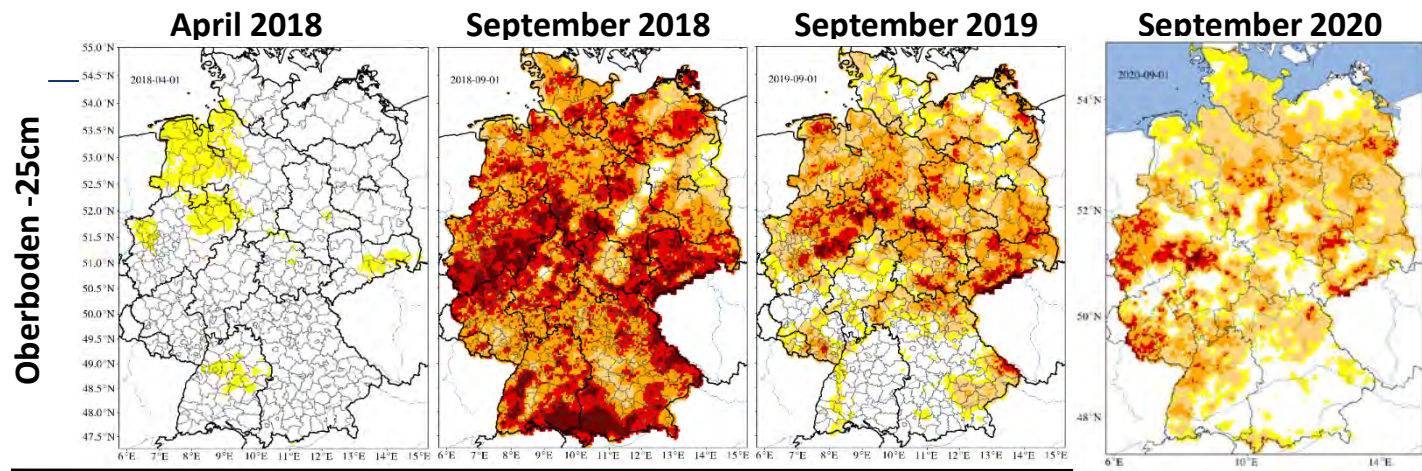 April 2018
September 2018
September 2019
September 2020
Oberboden -25cm
2018-04-01
2018-09-01
2019-09-01
2020-09-01
55.0°N
54.5°N
54.0°N
53.5°N
53.0°N
52.5°N
52.0°N
51.5°N
51.0°N
50.5°N
50.0°N
49.5°N
49.0°N
48.5°N
48.0°N
47.5°N
54°N
52°N
50°N
48°N
6°E 7°E 8°E 9°E 10°E 11°E 12°E 13°E 14°E 15°E
6°E 7°E 8°E 9°E 10°E 11°E 12°E 13°E 14°E 15°E
6°E 7°E 8°E 9°E 10°E 11°E 12°E 13°E 14°E 15°E
6°E 10°E 14°E